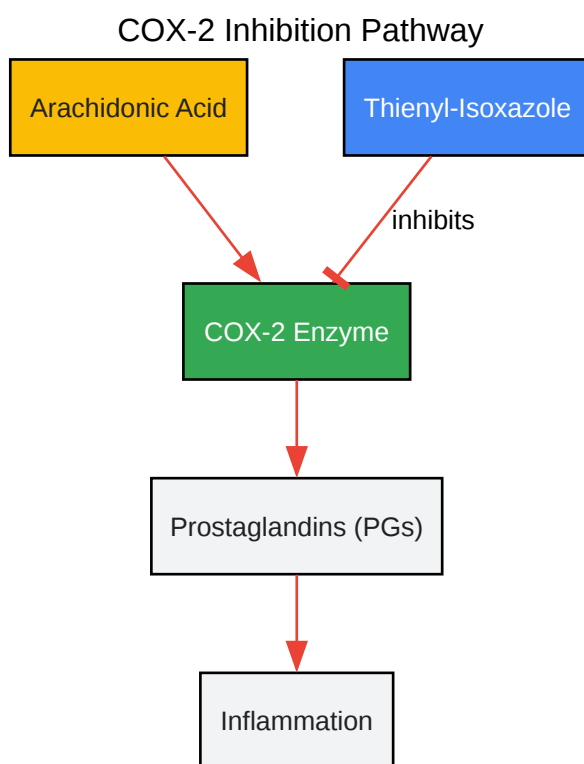 COX-2 Inhibition Pathway
Arachidonic Acid
Thienyl-Isoxazole
inhibits
COX-2 Enzyme
Prostaglandins (PGs)
Inflammation